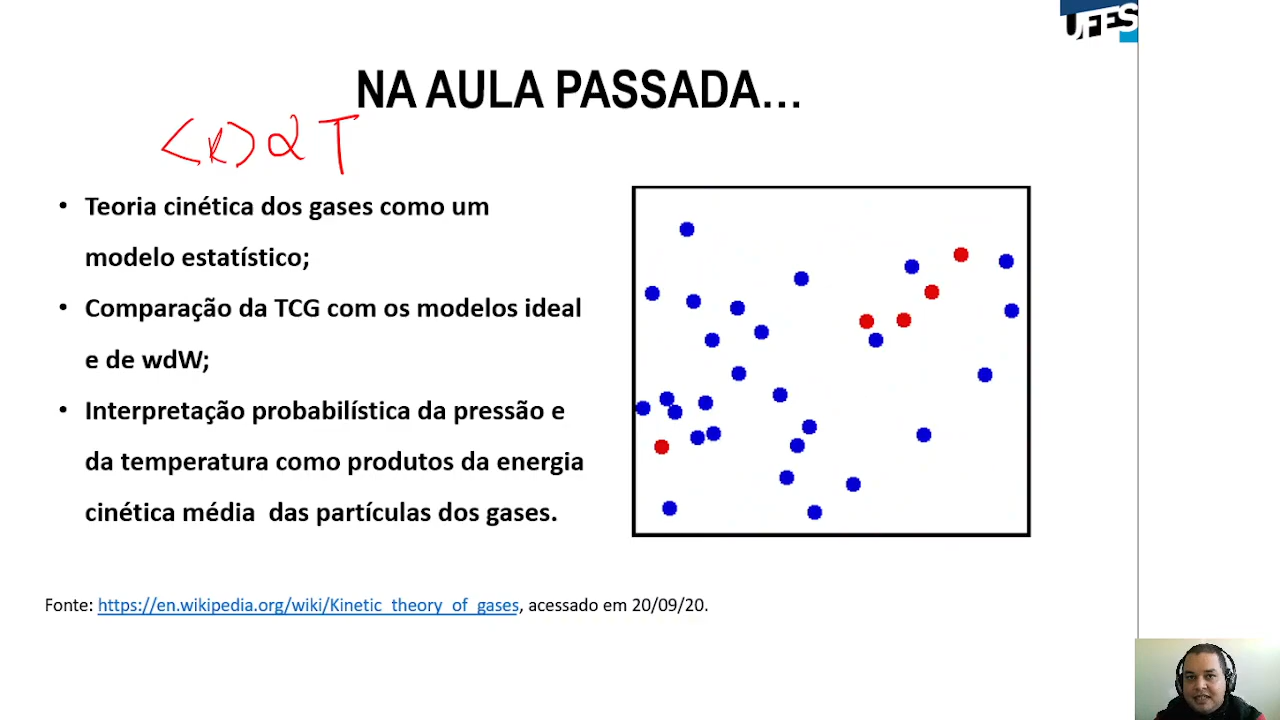 UFES
NA AULA PASSADA...
<K> α T
• Teoria cinética dos gases como um
modelo estatístico;
• Comparação da TCG com os modelos ideal
e de wdW;
• Interpretação probabilística da pressão e
da temperatura como produtos da energia
cinética média das partículas dos gases.
Fonte: https://en.wikipedia.org/wiki/Kinetic_theory_of_gases, acessado em 20/09/20.